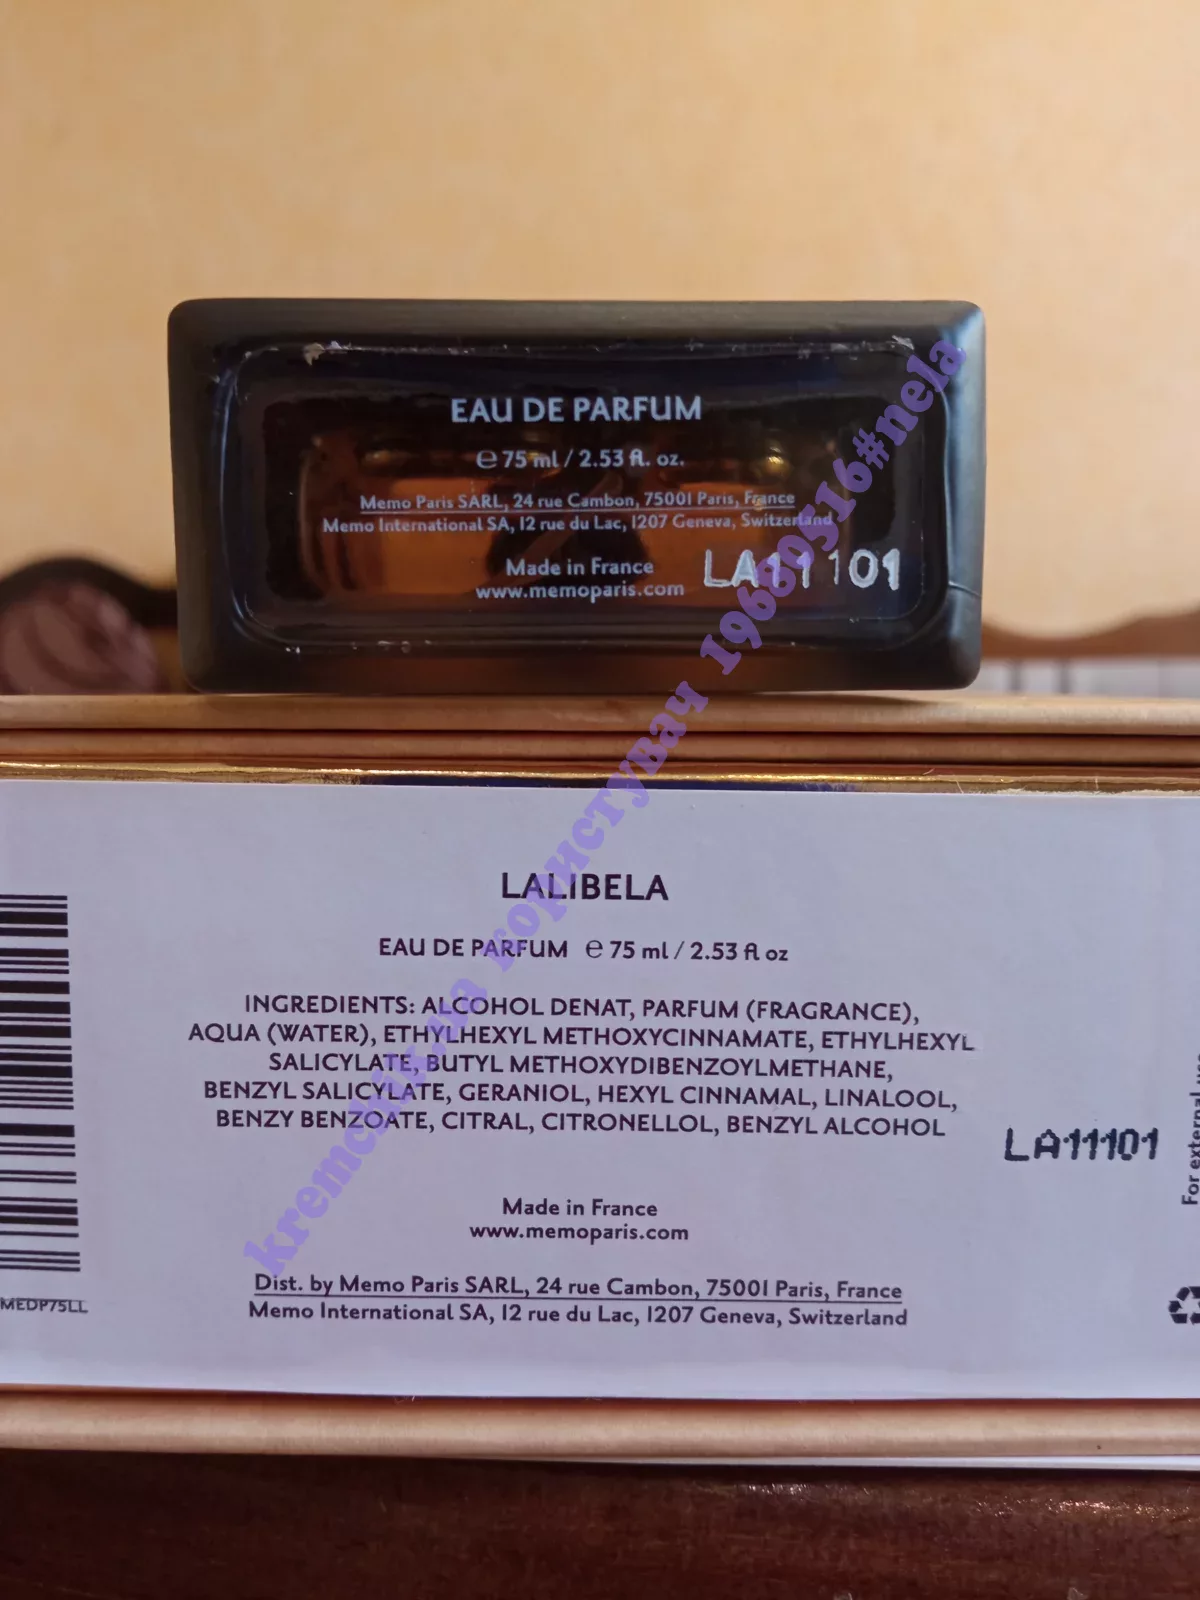 EAU DE PARFUM
℮ 75 ml / 2.53 fl. oz.
Memo Paris SARL, 24 rue Cambon, 75001 Paris, France
Memo International SA, 12 rue du Lac, 1207 Geneva, Switzerland
Made in France
www.memoparis.com
LA11101
LALIBELA
EAU DE PARFUM ℮ 75 ml / 2.53 fl oz
INGREDIENTS: ALCOHOL DENAT, PARFUM (FRAGRANCE),
AQUA (WATER), ETHYLHEXYL METHOXYCINNAMATE, ETHYLHEXYL
SALICYLATE, BUTYL METHOXYDIBENZOYLMETHANE,
BENZYL SALICYLATE, GERANIOL, HEXYL CINNAMAL, LINALOOL,
BENZY BENZOATE, CITRAL, CITRONELLOL, BENZYL ALCOHOL
LA11101
For external use
Made in France
www.memoparis.com
Dist. by Memo Paris SARL, 24 rue Cambon, 75001 Paris, France
Memo International SA, 12 rue du Lac, 1207 Geneva, Switzerland
MEDP75LL
kremchik.ua користувач 19680516#nela